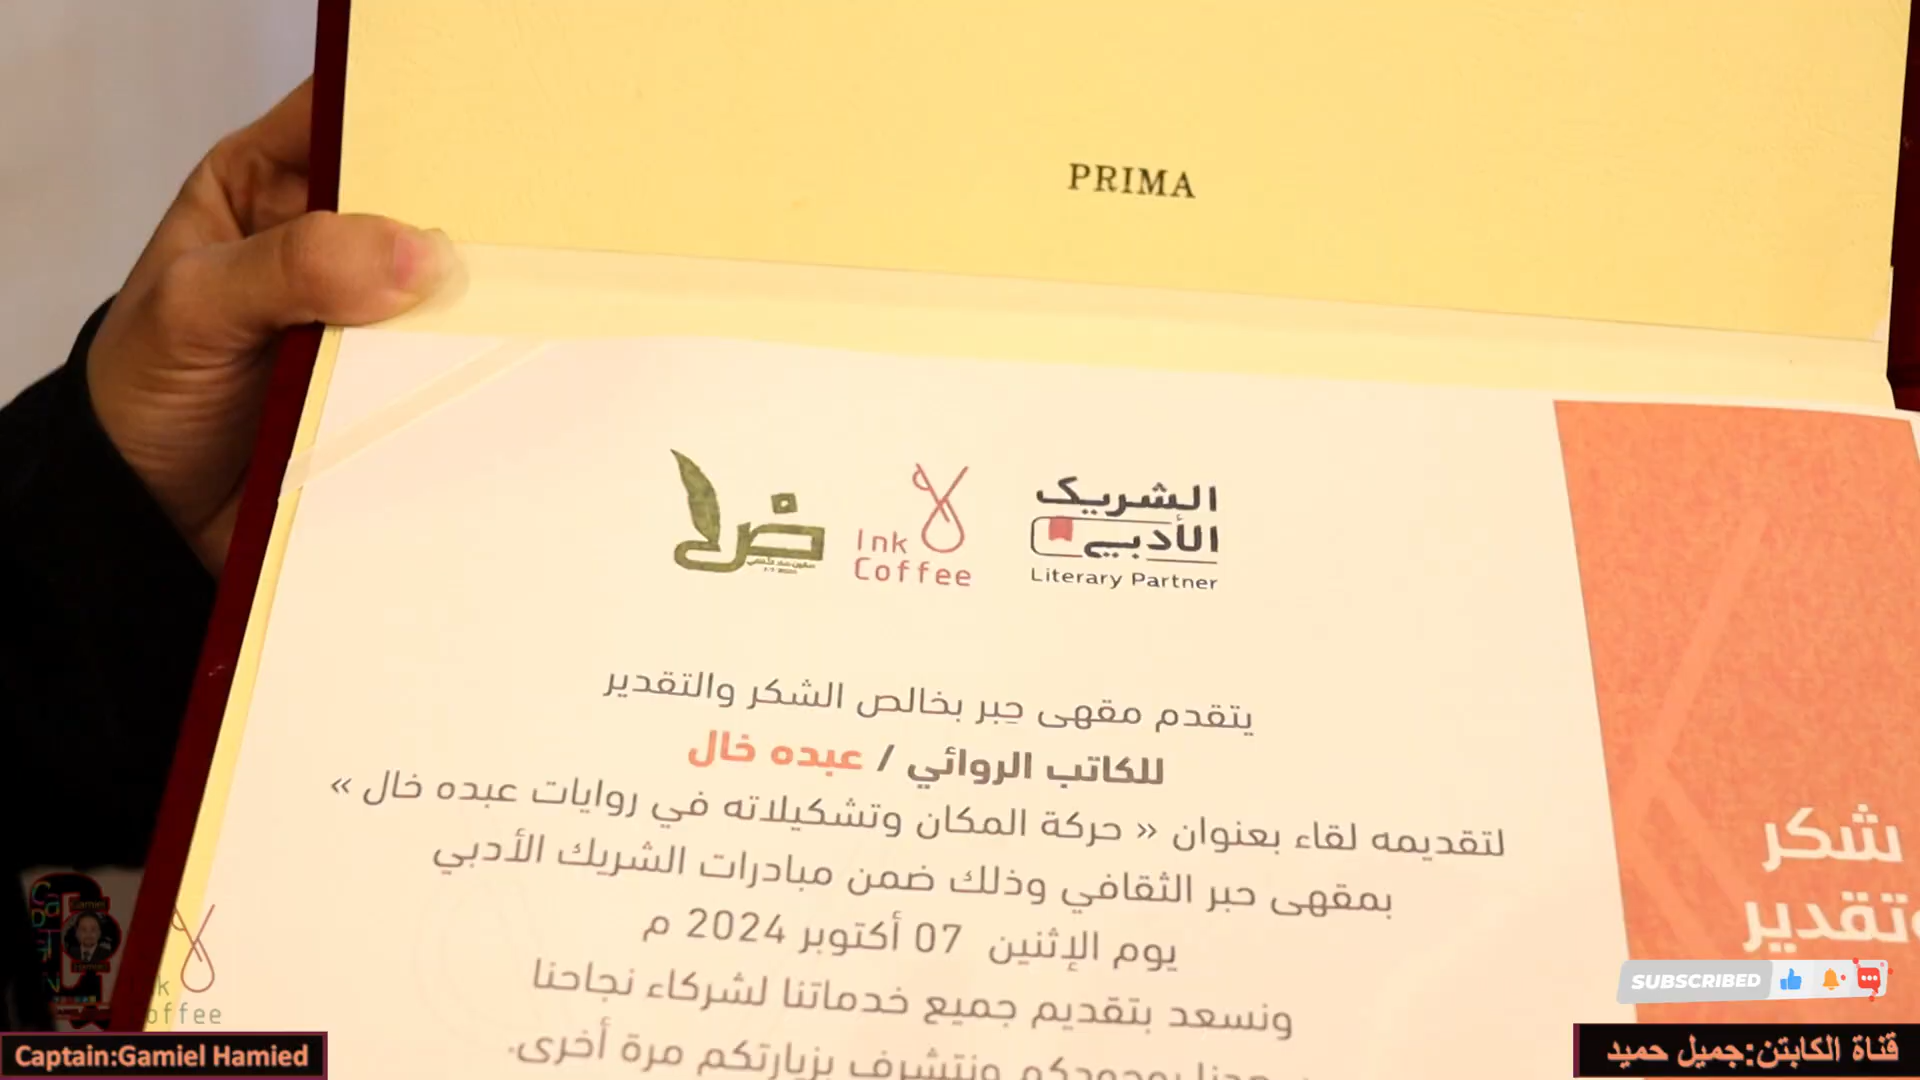 PRIMA
الشريك
الأدبي
Literary Partner
Ink
Coffee
ض
يتقدم مقهى حِبر بخالص الشكر والتقدير
للكاتب الروائي / عبده خال
لتقديمه لقاء بعنوان « حركة المكان وتشكيلاته في روايات عبده خال »
بمقهى حبر الثقافي وذلك ضمن مبادرات الشريك الأدبي
يوم الإثنين 07 أكتوبر 2024 م
ونسعد بتقديم جميع خدماتنا لشركاء نجاحنا
ونتشرف بزيارتكم مرة أخرى.
شكر
وتقدير
SUBSCRIBED
Captain:Gamiel Hamied
قناة الكابتن:جميل حميد